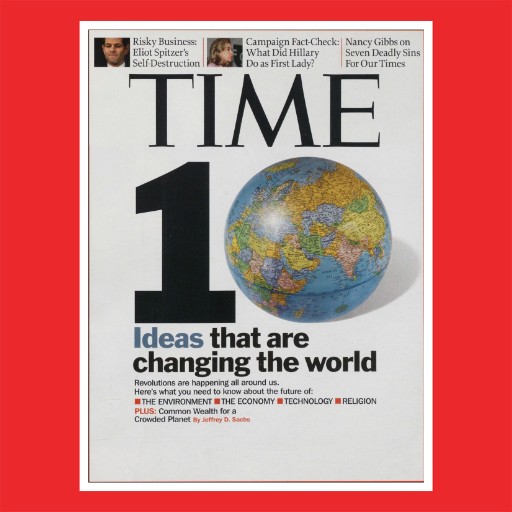 Risky Business:
Eliot Spitzer's
Self-Destruction
Campaign Fact-Check:
What Did Hillary
Do as First Lady?
Nancy Gibbs on
Seven Deadly Sins
For Our Times
TIME
10
Ideas that are
changing the world
Revolutions are happening all around us.
Here's what you need to know about the future of:
■ THE ENVIRONMENT ■ THE ECONOMY ■ TECHNOLOGY ■ RELIGION
PLUS: Common Wealth for a
Crowded Planet By Jeffrey D. Sachs